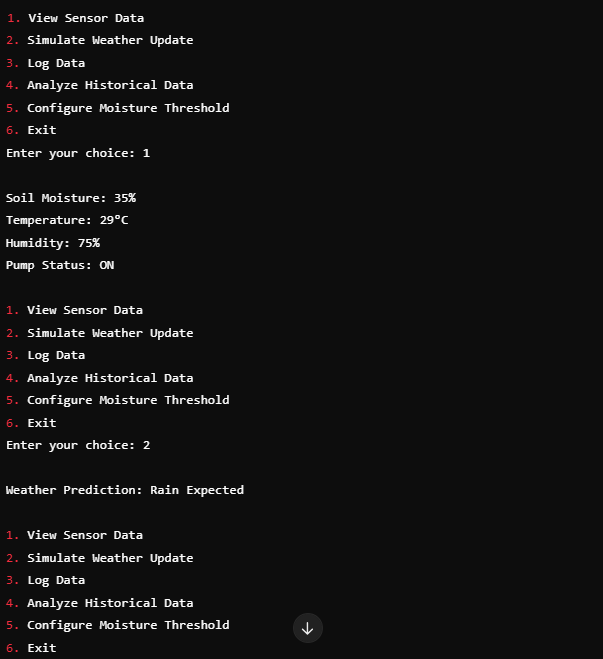 1. View Sensor Data
2. Simulate Weather Update
3. Log Data
4. Analyze Historical Data
5. Configure Moisture Threshold
6. Exit
Enter your choice: 1
Soil Moisture: 35%
Temperature: 29°C
Humidity: 75%
Pump Status: ON
1. View Sensor Data
2. Simulate Weather Update
3. Log Data
4. Analyze Historical Data
5. Configure Moisture Threshold
6. Exit
Enter your choice: 2
Weather Prediction: Rain Expected
1. View Sensor Data
2. Simulate Weather Update
3. Log Data
4. Analyze Historical Data
5. Configure Moisture Threshold
6. Exit